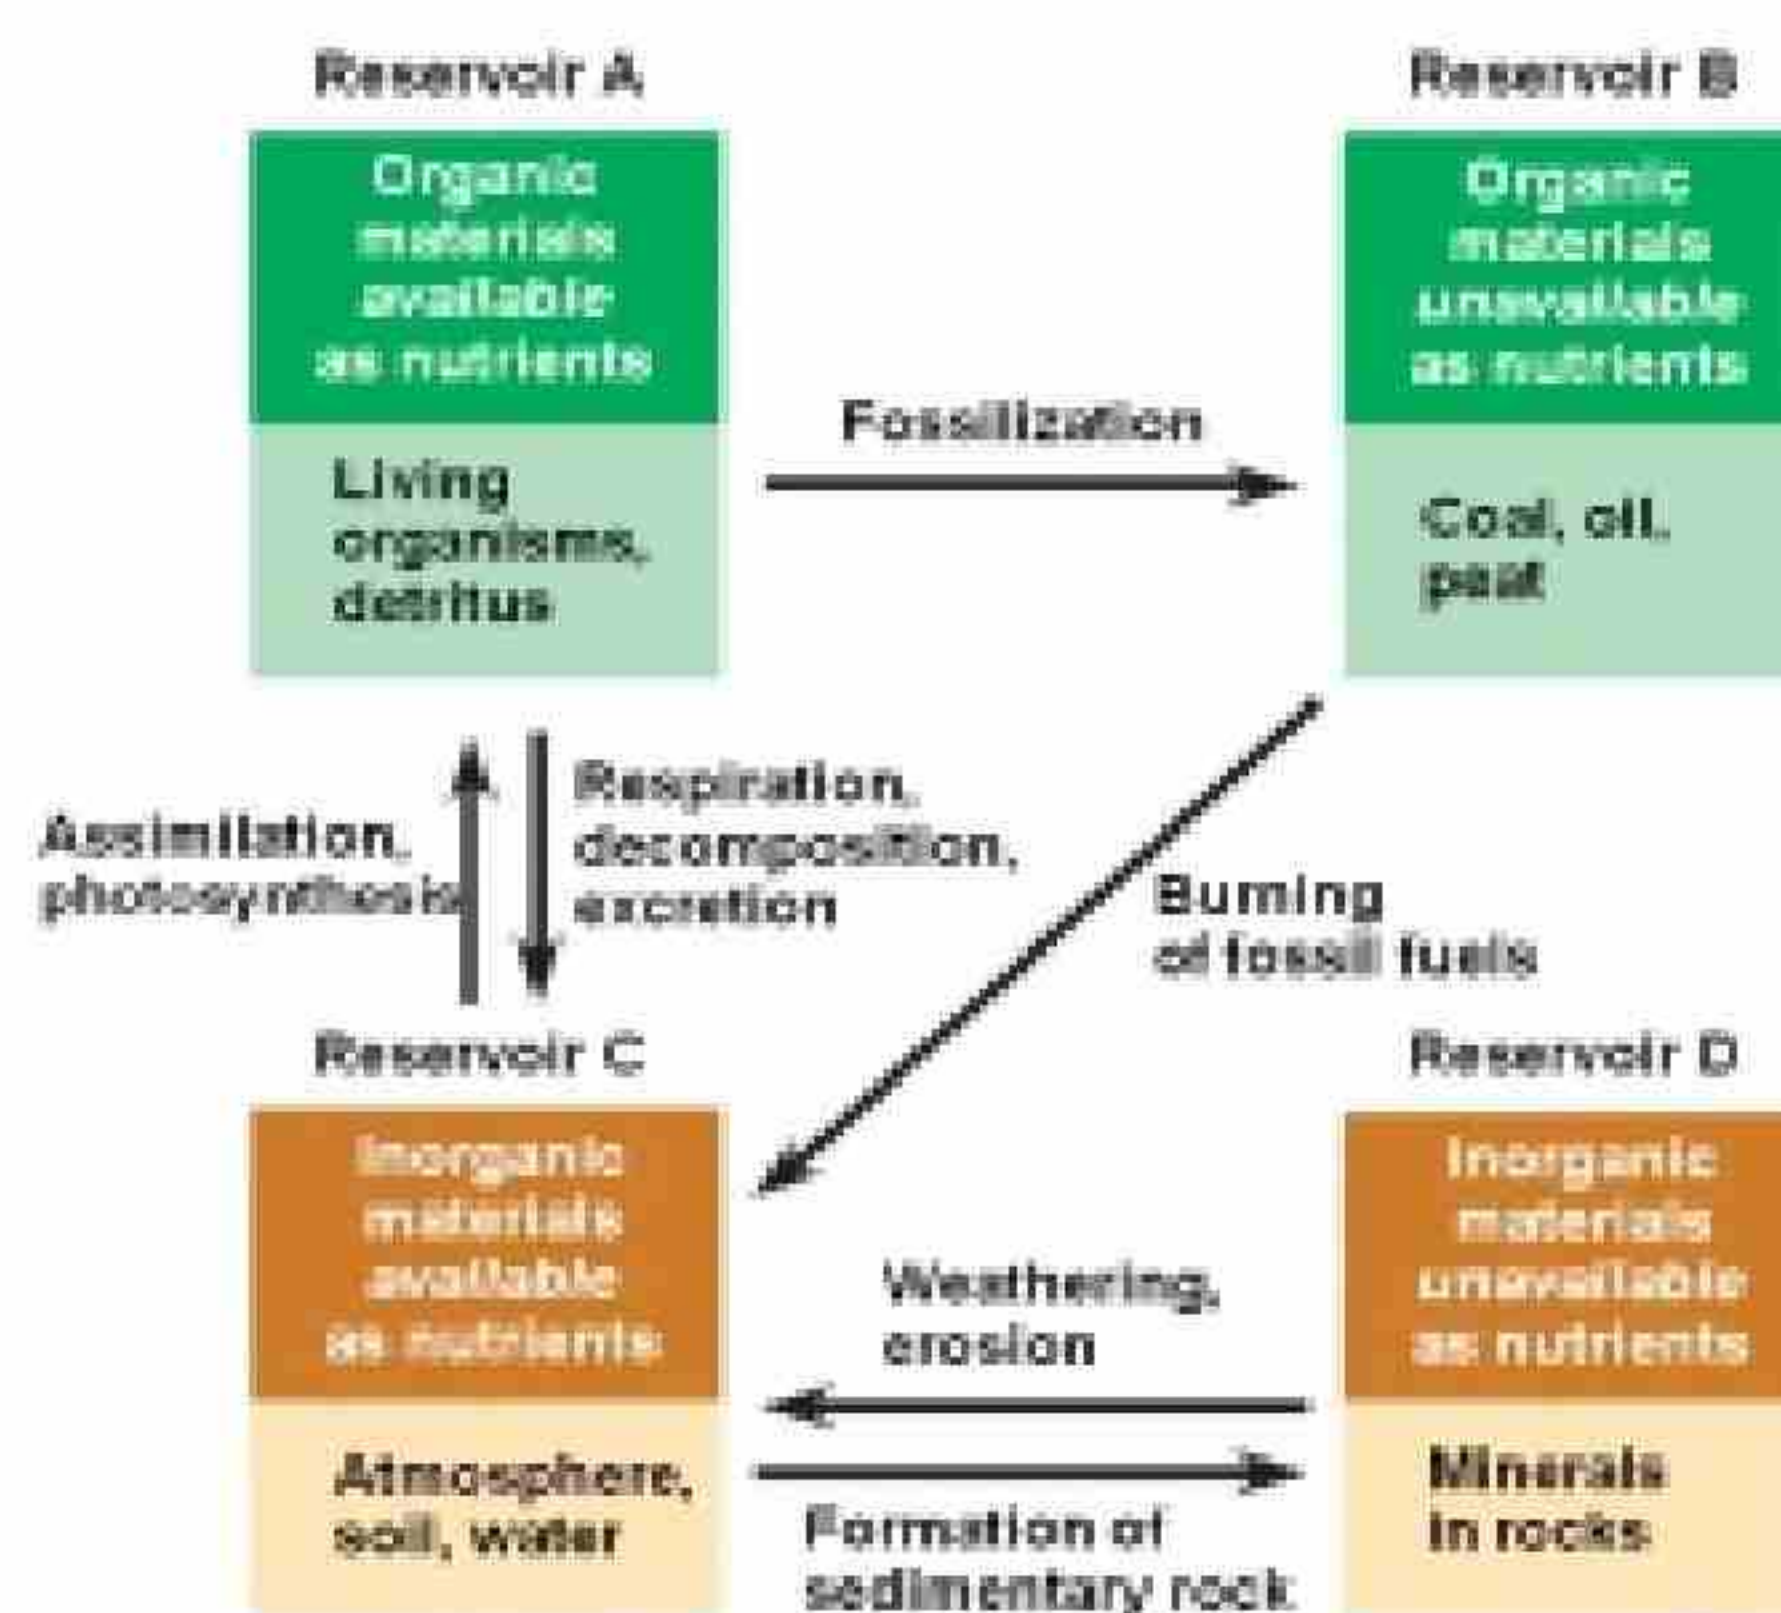 Reservoir A
Organic
materials
available
as nutrients
Living
organisms,
detritus
Fossilization
Reservoir B
Organic
materials
unavailable
as nutrients
Coal, oil,
peat
Assimilation,
photosynthesis
Respiration,
decomposition,
excretion
Burning
of fossil fuels
Reservoir C
Inorganic
materials
available
as nutrients
Atmosphere,
soil, water
Weathering,
erosion
Formation of
sedimentary rock
Reservoir D
Inorganic
materials
unavailable
as nutrients
Minerals
in rocks